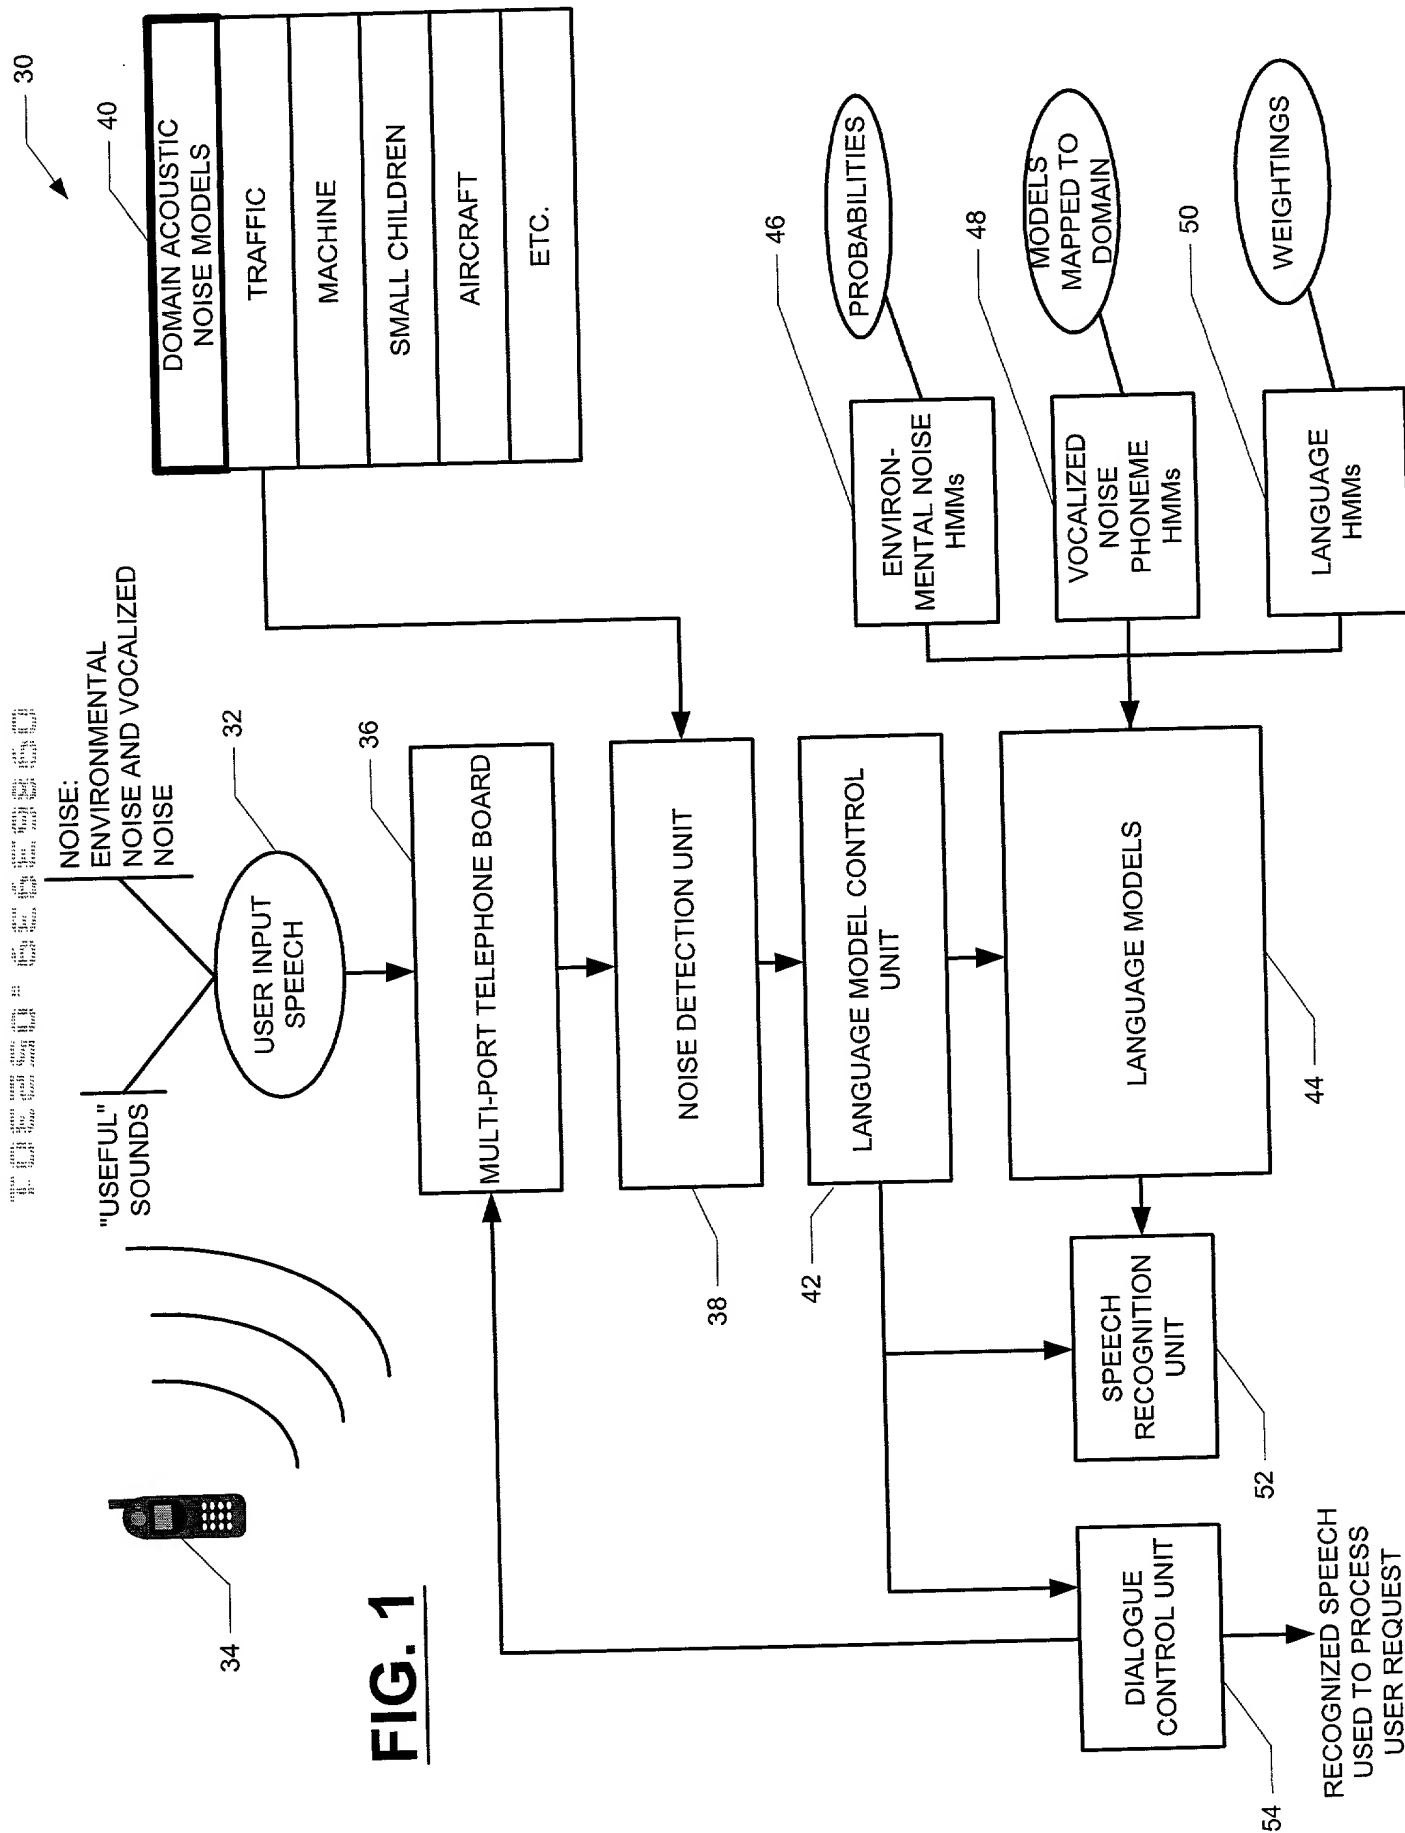 30
40
DOMAIN ACOUSTIC
NOISE MODELS
TRAFFIC
MACHINE
SMALL CHILDREN
AIRCRAFT
ETC.
NOISE:
ENVIRONMENTAL
NOISE AND VOCALIZED
NOISE
"USEFUL"
SOUNDS
32
USER INPUT
SPEECH
34
36
MULTI-PORT TELEPHONE BOARD
38
NOISE DETECTION UNIT
42
LANGUAGE MODEL CONTROL
UNIT
44
LANGUAGE MODELS
46
PROBABILITIES
ENVIRON-
MENTAL NOISE
HMMs
48
MODELS
MAPPED TO
DOMAIN
VOCALIZED
NOISE
PHONEME
HMMs
50
WEIGHTINGS
LANGUAGE
HMMs
52
SPEECH
RECOGNITION
UNIT
54
DIALOGUE
CONTROL UNIT
RECOGNIZED SPEECH
USED TO PROCESS
USER REQUEST
FIG. 1